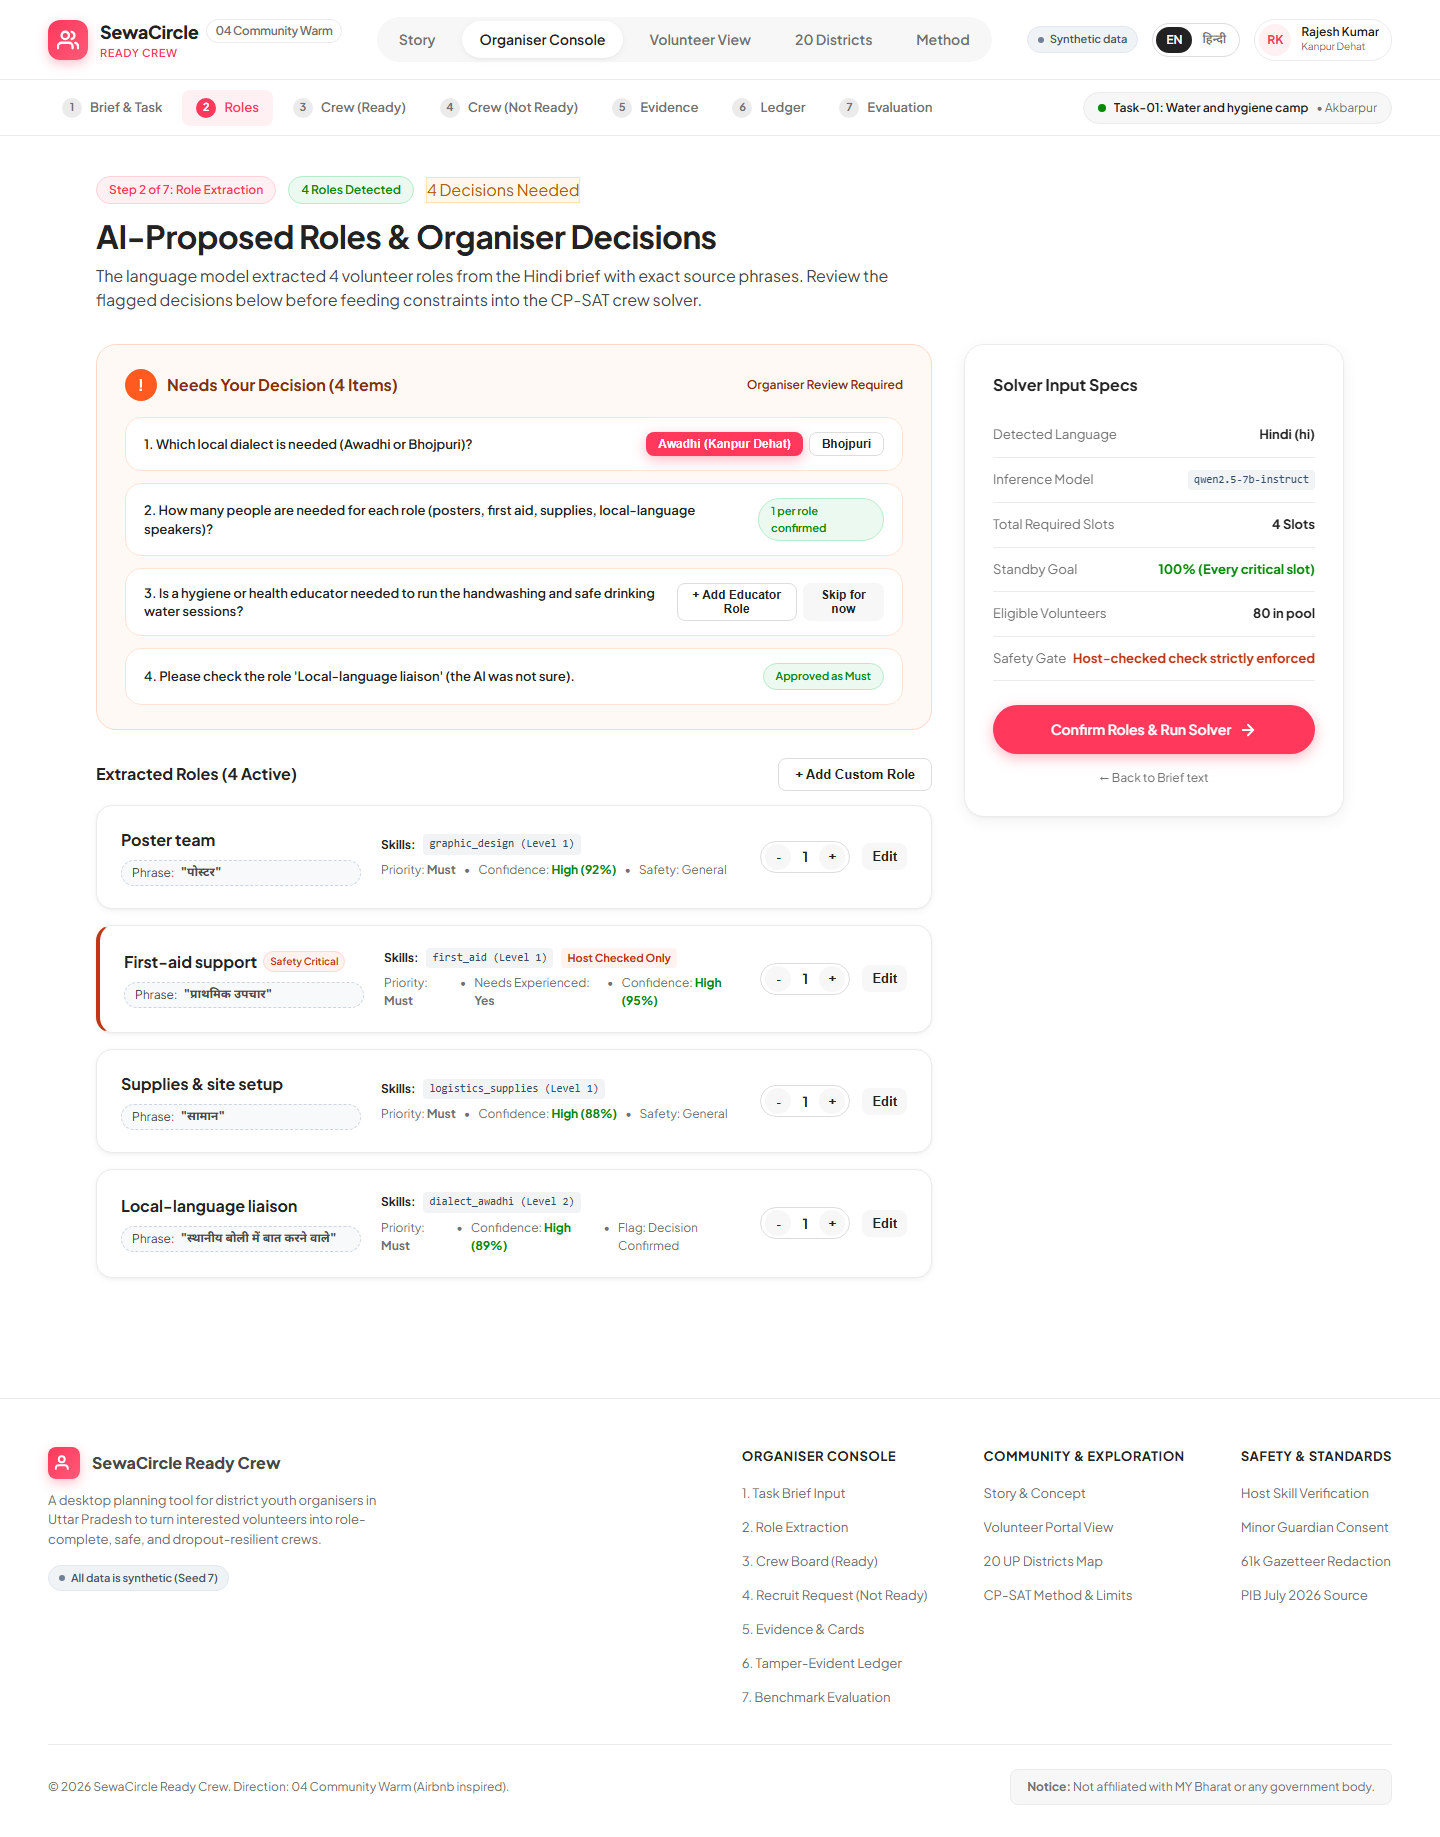 SewaCircle
READY CREW
04 Community Warm
Story
Organiser Console
Volunteer View
20 Districts
Method
Synthetic data
EN
हिन्दी
RK
Rajesh Kumar
Kanpur Dehat
1 Brief & Task
2 Roles
3 Crew (Ready)
4 Crew (Not Ready)
5 Evidence
6 Ledger
7 Evaluation
Task-01: Water and hygiene camp • Akbarpur
Step 2 of 7: Role Extraction
4 Roles Detected
4 Decisions Needed
AI-Proposed Roles & Organiser Decisions
The language model extracted 4 volunteer roles from the Hindi brief with exact source phrases. Review the
flagged decisions below before feeding constraints into the CP-SAT crew solver.
! Needs Your Decision (4 Items)
Organiser Review Required
1. Which local dialect is needed (Awadhi or Bhojpuri)?
Awadhi (Kanpur Dehat)
Bhojpuri
2. How many people are needed for each role (posters, first aid, supplies, local-language
speakers)?
1 per role
confirmed
3. Is a hygiene or health educator needed to run the handwashing and safe drinking
water sessions?
+ Add Educator
Role
Skip for
now
4. Please check the role 'Local-language liaison' (the AI was not sure).
Approved as Must
Solver Input Specs
Detected Language
Hindi (hi)
Inference Model
qwen2.5-7b-instruct
Total Required Slots
4 Slots
Standby Goal
100% (Every critical slot)
Eligible Volunteers
80 in pool
Safety Gate
Host-checked check strictly enforced
Confirm Roles & Run Solver →
← Back to Brief text
Extracted Roles (4 Active)
+ Add Custom Role
Poster team
Phrase: "पोस्टर"
Skills: graphic_design (Level 1)
Priority: Must • Confidence: High (92%) • Safety: General
- 1 +
Edit
First-aid support
Safety Critical
Phrase: "प्राथमिक उपचार"
Skills: first_aid (Level 1) Host Checked Only
Priority:
Must
• Needs Experienced:
Yes
• Confidence: High
(95%)
- 1 +
Edit
Supplies & site setup
Phrase: "सामान"
Skills: logistics_supplies (Level 1)
Priority: Must • Confidence: High (88%) • Safety: General
- 1 +
Edit
Local-language liaison
Phrase: "स्थानीय बोली में बात करने वाले"
Skills: dialect_awadhi (Level 2)
Priority:
Must
• Confidence: High
(89%)
• Flag: Decision
Confirmed
- 1 +
Edit
SewaCircle Ready Crew
A desktop planning tool for district youth organisers in
Uttar Pradesh to turn interested volunteers into role-
complete, safe, and dropout-resilient crews.
All data is synthetic (Seed 7)
ORGANISER CONSOLE
1. Task Brief Input
2. Role Extraction
3. Crew Board (Ready)
4. Recruit Request (Not Ready)
5. Evidence & Cards
6. Tamper-Evident Ledger
7. Benchmark Evaluation
COMMUNITY & EXPLORATION
Story & Concept
Volunteer Portal View
20 UP Districts Map
CP-SAT Method & Limits
SAFETY & STANDARDS
Host Skill Verification
Minor Guardian Consent
61k Gazetteer Redaction
PIB July 2026 Source
© 2026 SewaCircle Ready Crew. Direction: 04 Community Warm (Airbnb inspired).
Notice: Not affiliated with MY Bharat or any government body.